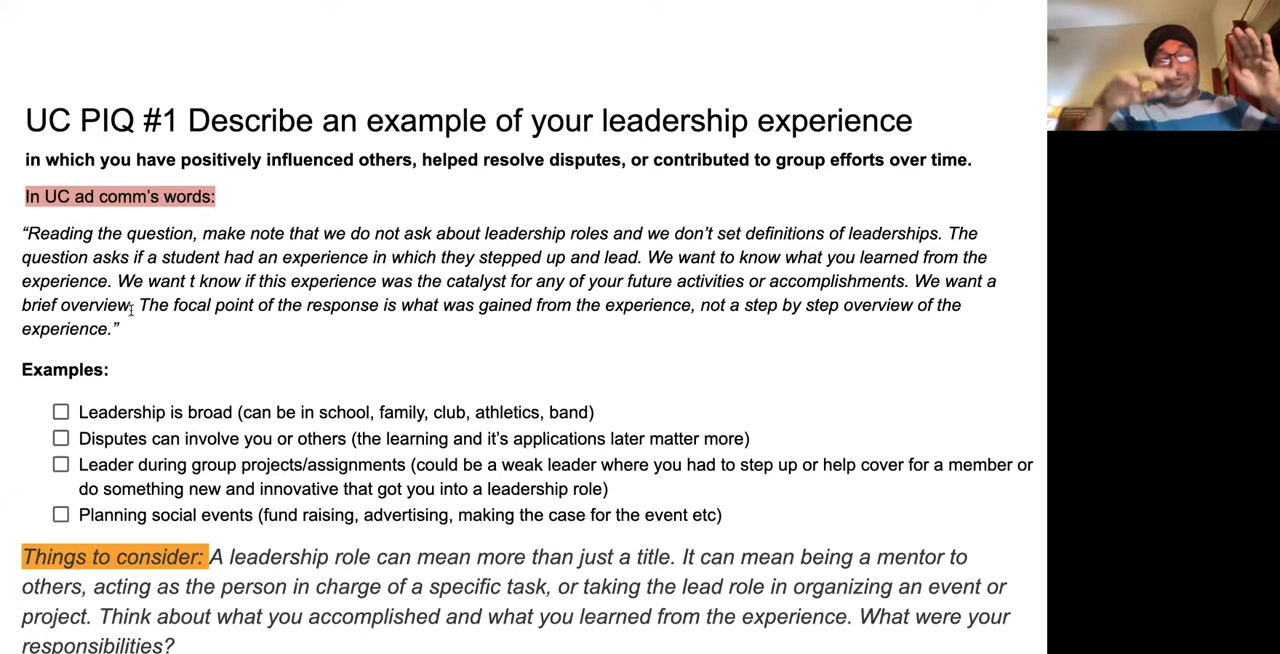 UC PIQ #1 Describe an example of your leadership experience
in which you have positively influenced others, helped resolve disputes, or contributed to group efforts over time.
In UC ad comm's words:
“Reading the question, make note that we do not ask about leadership roles and we don’t set definitions of leaderships. The
question asks if a student had an experience in which they stepped up and lead. We want to know what you learned from the
experience. We want t know if this experience was the catalyst for any of your future activities or accomplishments. We want a
brief overview. The focal point of the response is what was gained from the experience, not a step by step overview of the
experience.”
Examples:
Leadership is broad (can be in school, family, club, athletics, band)
Disputes can involve you or others (the learning and it’s applications later matter more)
Leader during group projects/assignments (could be a weak leader where you had to step up or help cover for a member or
do something new and innovative that got you into a leadership role)
Planning social events (fund raising, advertising, making the case for the event etc)
Things to consider: A leadership role can mean more than just a title. It can mean being a mentor to
others, acting as the person in charge of a specific task, or taking the lead role in organizing an event or
project. Think about what you accomplished and what you learned from the experience. What were your
responsibilities?